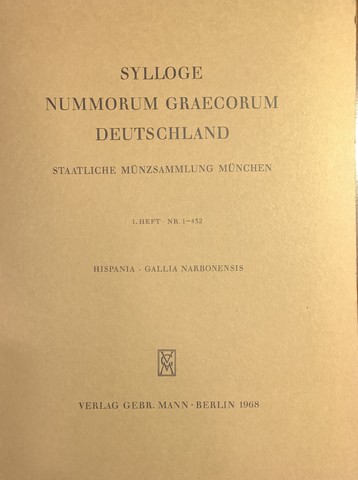 SYLLOGE
NUMMORUM GRAECORUM
DEUTSCHLAND
STAATLICHE MÜNZSAMMLUNG MÜNCHEN
1. HEFT · NR. 1–452
HISPANIA · GALLIA NARBONENSIS
VERLAG GEBR. MANN · BERLIN 1968